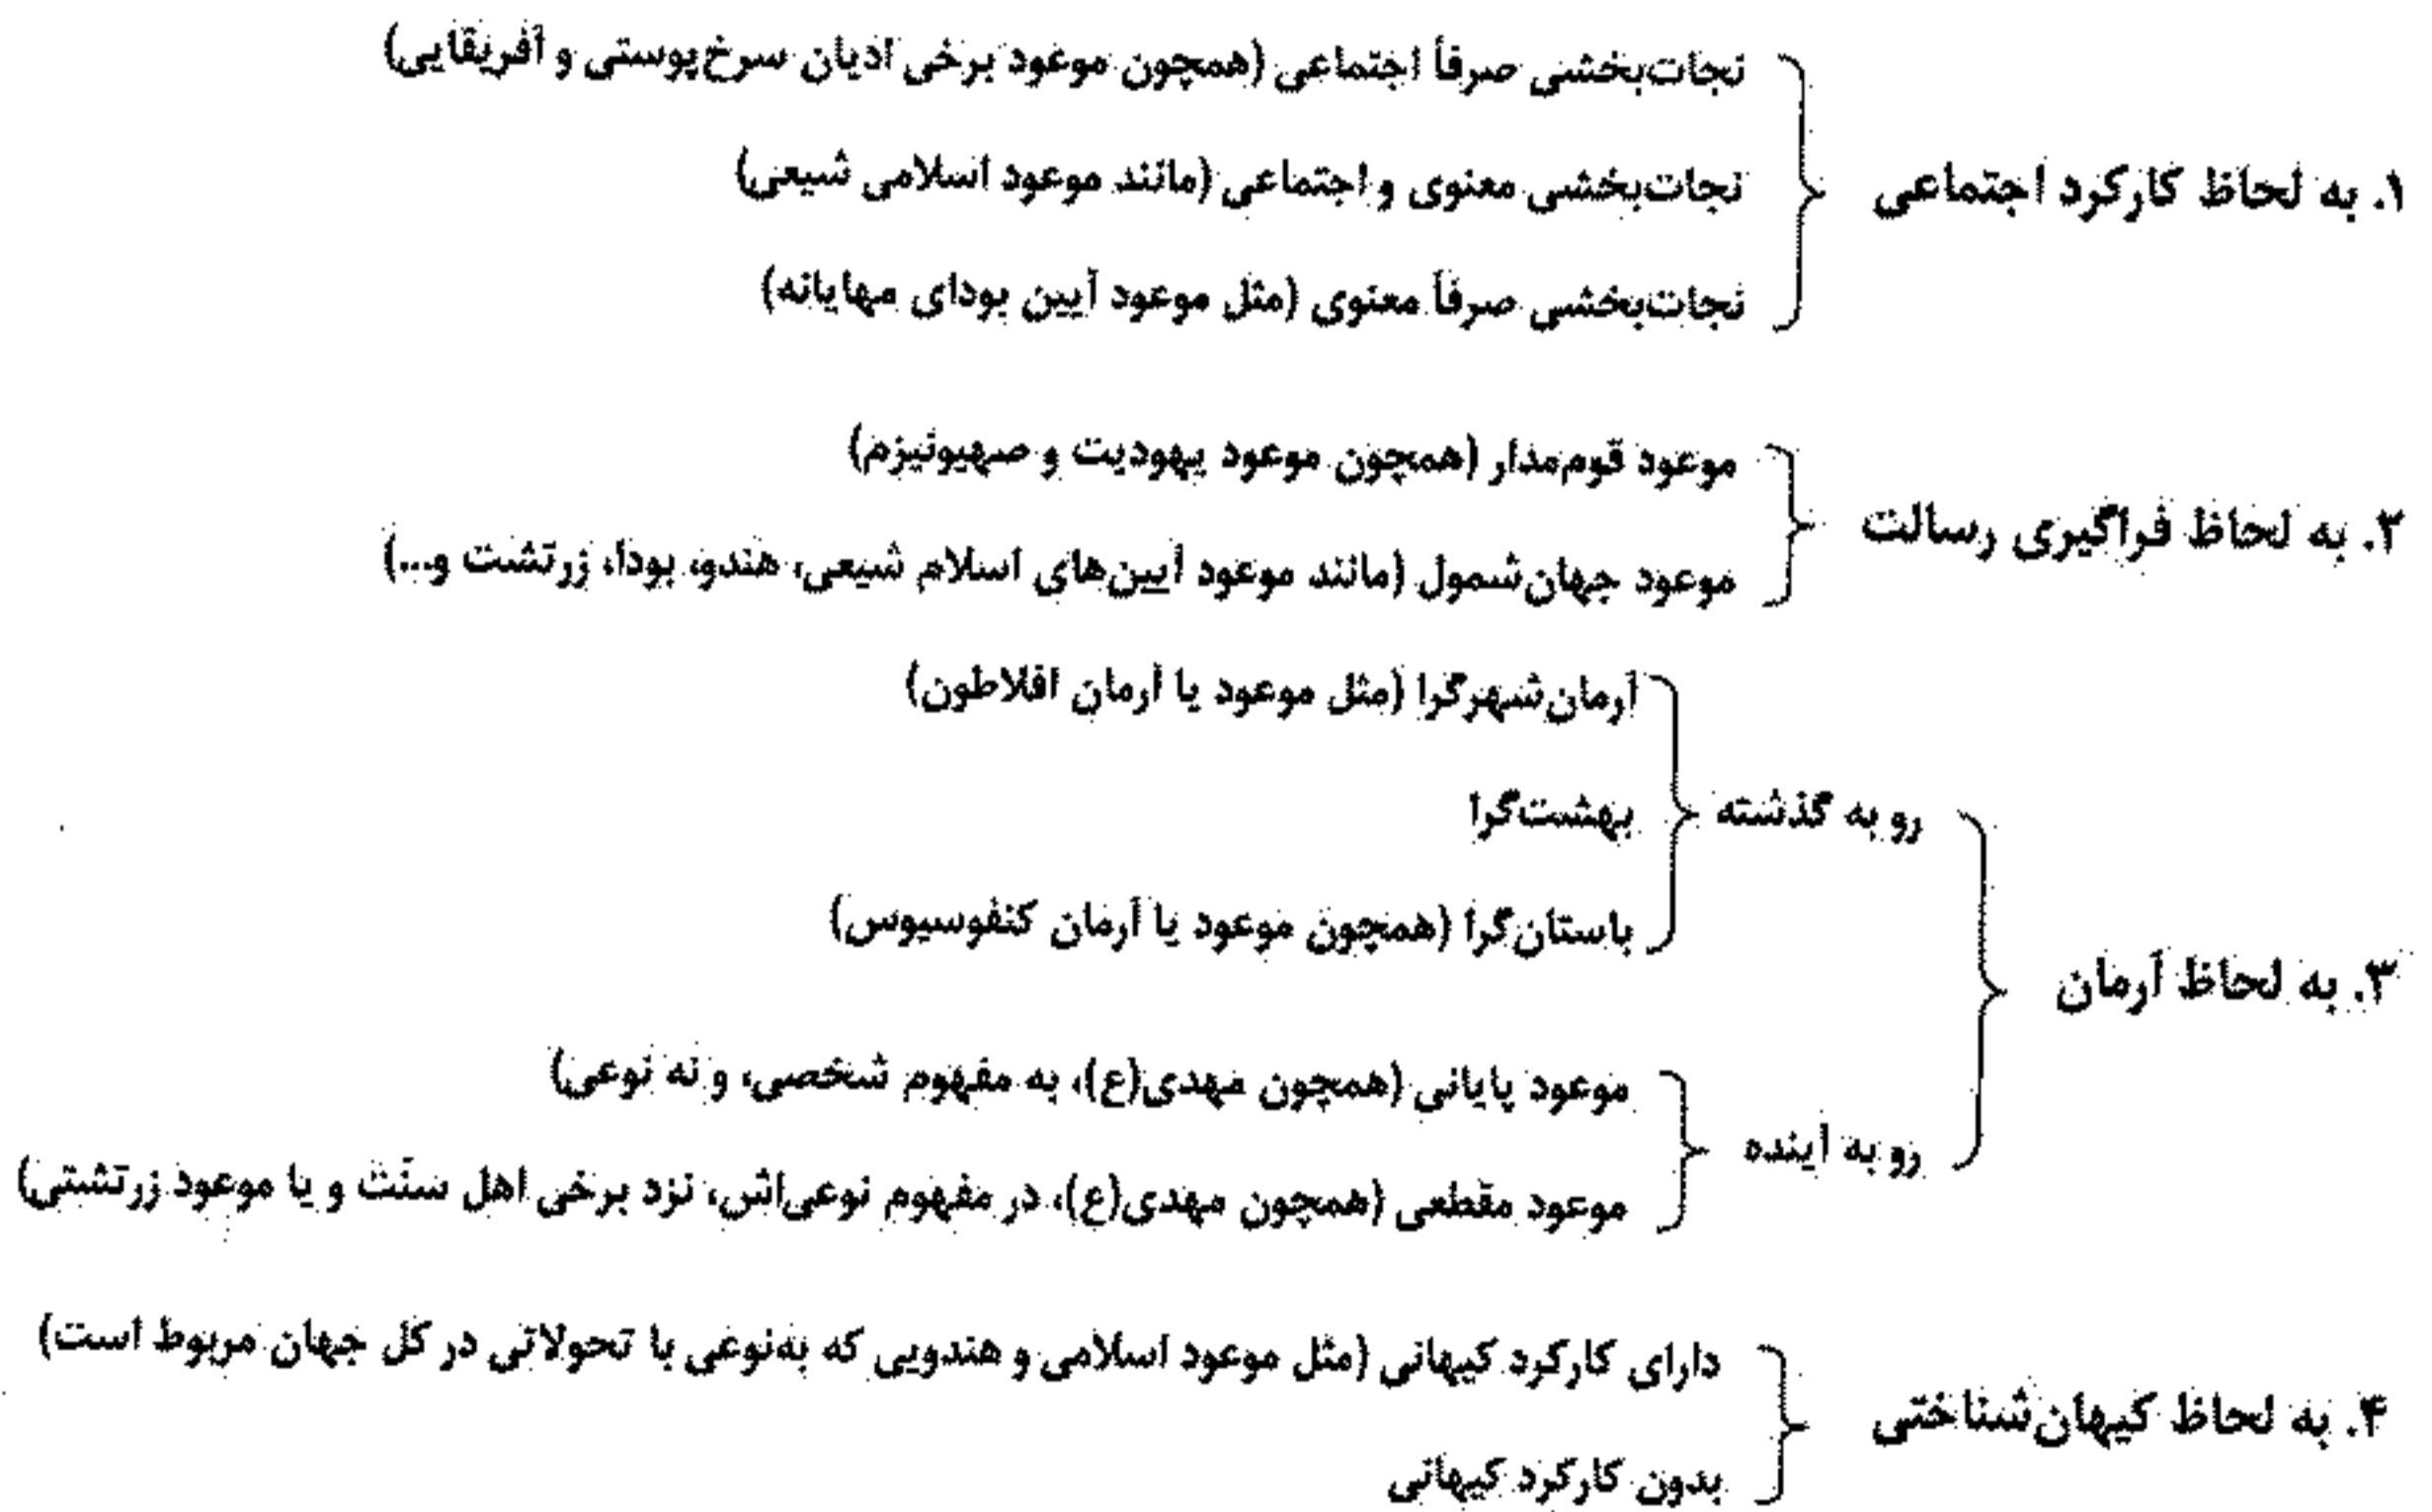 نجات‌بخشی صرفاً اجتماعی (همچون موعود برخی ادیان سرخ‌پوستی و آفریقایی)
۱. به لحاظ کارکرد اجتماعی
نجات‌بخشی معنوی و اجتماعی (مانند موعود اسلامی شیعی)
نجات‌بخشی صرفاً معنوی (مثل موعود آیین بودای مهایانه)
موعود قوم‌مدار (همچون موعود یهودیت و صهیونیزم)
۲. به لحاظ فراگیری رسالت
موعود جهان‌شمول (مانند موعود آیین‌های اسلام شیعی، هندو، بودا، زرتشت و...)
آرمان‌شهرگرا (مثل موعود یا آرمان افلاطون)
رو به گذشته
بهشت‌گرا
باستان‌گرا (همچون موعود یا آرمان کنفوسیوس)
۳. به لحاظ آرمان
موعود پایانی (همچون مهدی(ع)، به مفهوم شخصی، و نه نوعی)
رو به آینده
موعود مقطعی (همچون مهدی(ع)، در مفهوم نوعی‌اش، نزد برخی اهل سنّت و یا موعود زرتشتی)
دارای کارکرد کیهانی (مثل موعود اسلامی و هندویی که به‌نوعی با تحولاتی در کل جهان مربوط است)
۴. به لحاظ کیهان‌شناختی
بدون کارکرد کیهانی